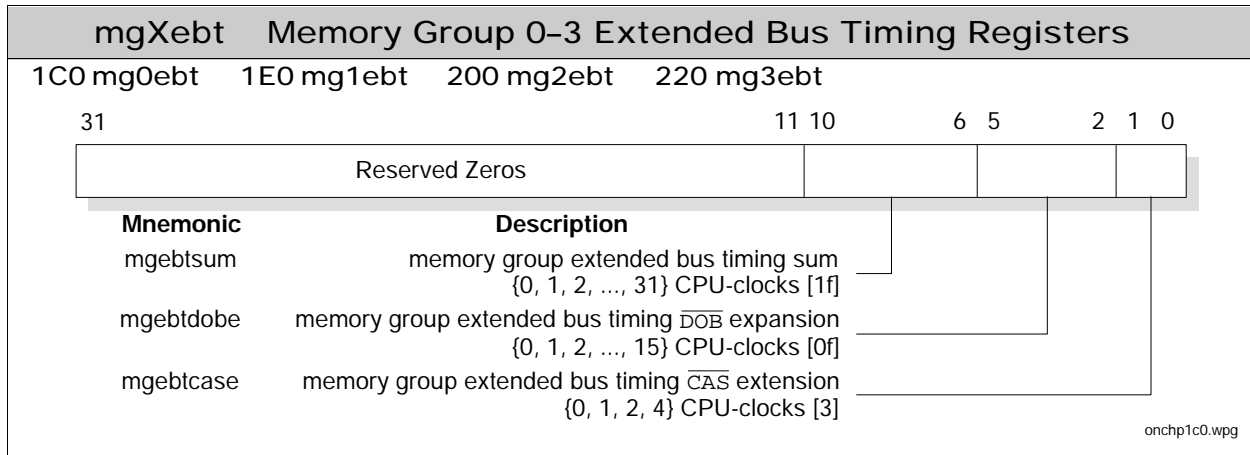 mgXebt Memory Group 0–3 Extended Bus Timing Registers
1C0 mg0ebt 1E0 mg1ebt 200 mg2ebt 220 mg3ebt
31 11 10 6 5 2 1 0
Reserved Zeros
Mnemonic Description
mgebtsum memory group extended bus timing sum
{0, 1, 2, ..., 31} CPU-clocks [1f]
mgebtdobe memory group extended bus timing DOB expansion
{0, 1, 2, ..., 15} CPU-clocks [0f]
mgebtcase memory group extended bus timing CAS extension
{0, 1, 2, 4} CPU-clocks [3]
onchp1c0.wpg